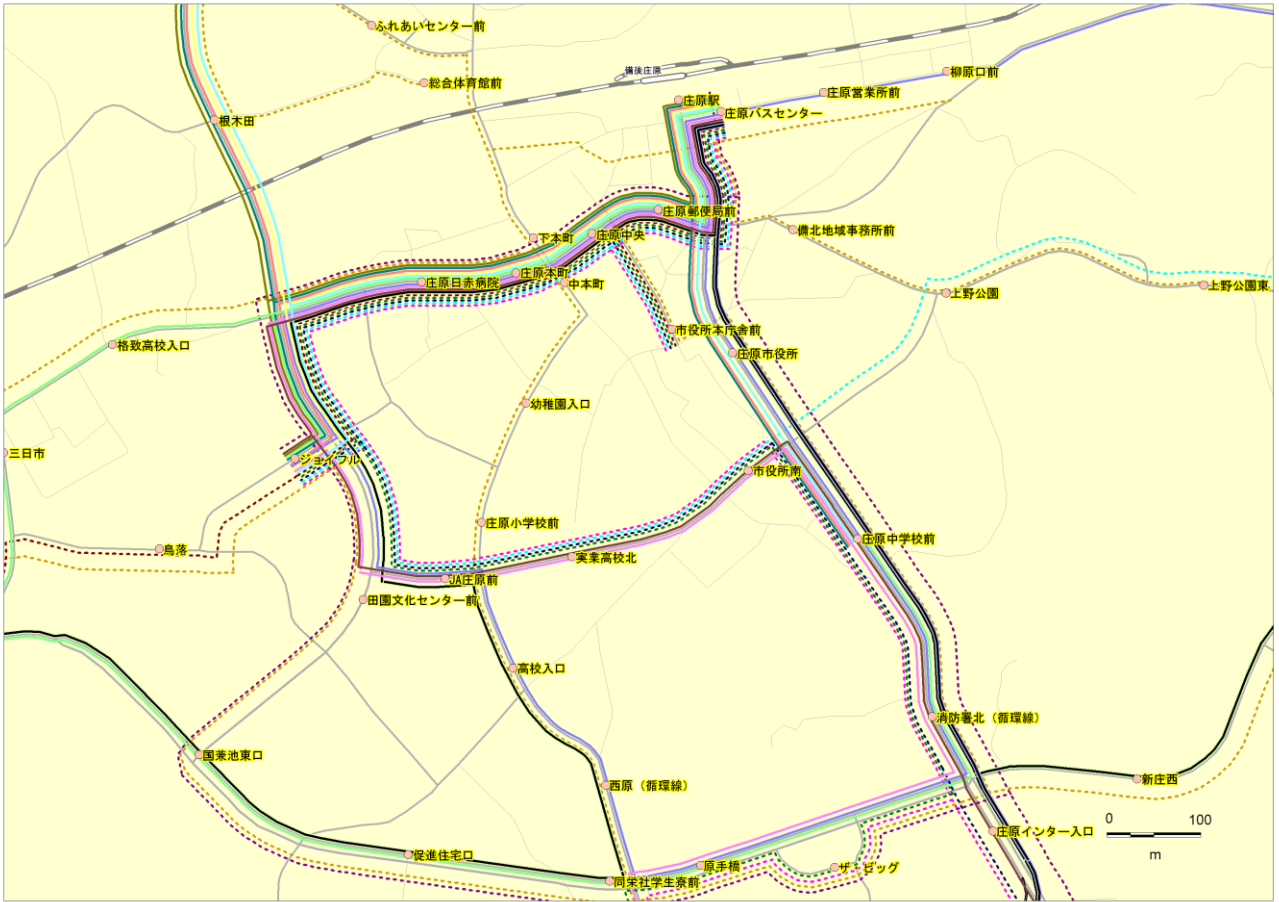 ふれあいセンター前
備後庄原
柳原口前
総合体育館前
庄原営業所前
庄原駅
庄原バスセンター
根木田
庄原郵便局前
備北地域事務所前
庄原中央
下本町
庄原本町
庄原日赤病院
中本町
上野公園東
上野公園
市役所本庁舎前
格致高校入口
庄原市役所
幼稚園入口
三日市
ジョイフル
市役所南
庄原小学校前
庄原中学校前
鳥落
実業高校北
JA庄原前
田園文化センター前
高校入口
消防署北（循環線）
国兼池東口
新庄西
西原（循環線）
0 100
m
庄原インター入口
促進住宅口
原手橋
ザ・ビッグ
同栄社学生寮前